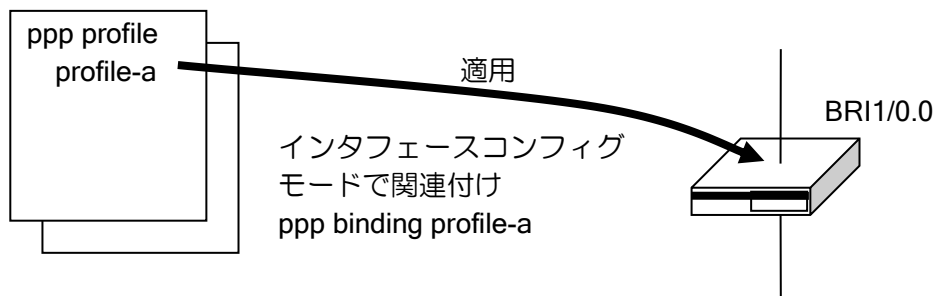 ppp profile
profile-a
適用
BRI1/0.0
インタフェースコンフィグ
モードで関連付け
ppp binding profile-a